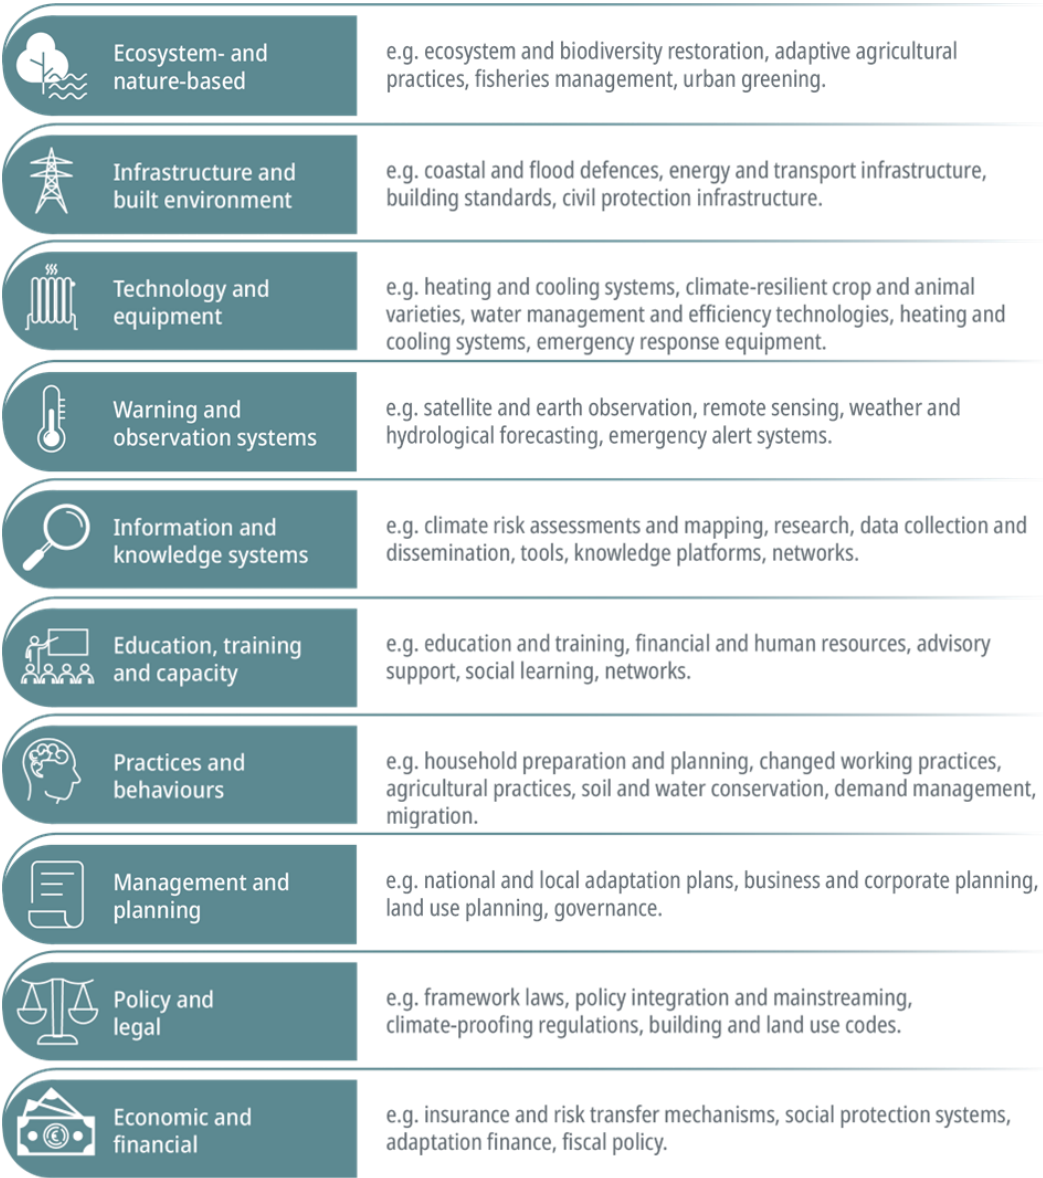 Ecosystem- and
nature-based
e.g. ecosystem and biodiversity restoration, adaptive agricultural
practices, fisheries management, urban greening.
Infrastructure and
built environment
e.g. coastal and flood defences, energy and transport infrastructure,
building standards, civil protection infrastructure.
Technology and
equipment
e.g. heating and cooling systems, climate-resilient crop and animal
varieties, water management and efficiency technologies, heating and
cooling systems, emergency response equipment.
Warning and
observation systems
e.g. satellite and earth observation, remote sensing, weather and
hydrological forecasting, emergency alert systems.
Information and
knowledge systems
e.g. climate risk assessments and mapping, research, data collection and
dissemination, tools, knowledge platforms, networks.
Education, training
and capacity
e.g. education and training, financial and human resources, advisory
support, social learning, networks.
Practices and
behaviours
e.g. household preparation and planning, changed working practices,
agricultural practices, soil and water conservation, demand management,
migration.
Management and
planning
e.g. national and local adaptation plans, business and corporate planning,
land use planning, governance.
Policy and
legal
e.g. framework laws, policy integration and mainstreaming,
climate-proofing regulations, building and land use codes.
Economic and
financial
e.g. insurance and risk transfer mechanisms, social protection systems,
adaptation finance, fiscal policy.